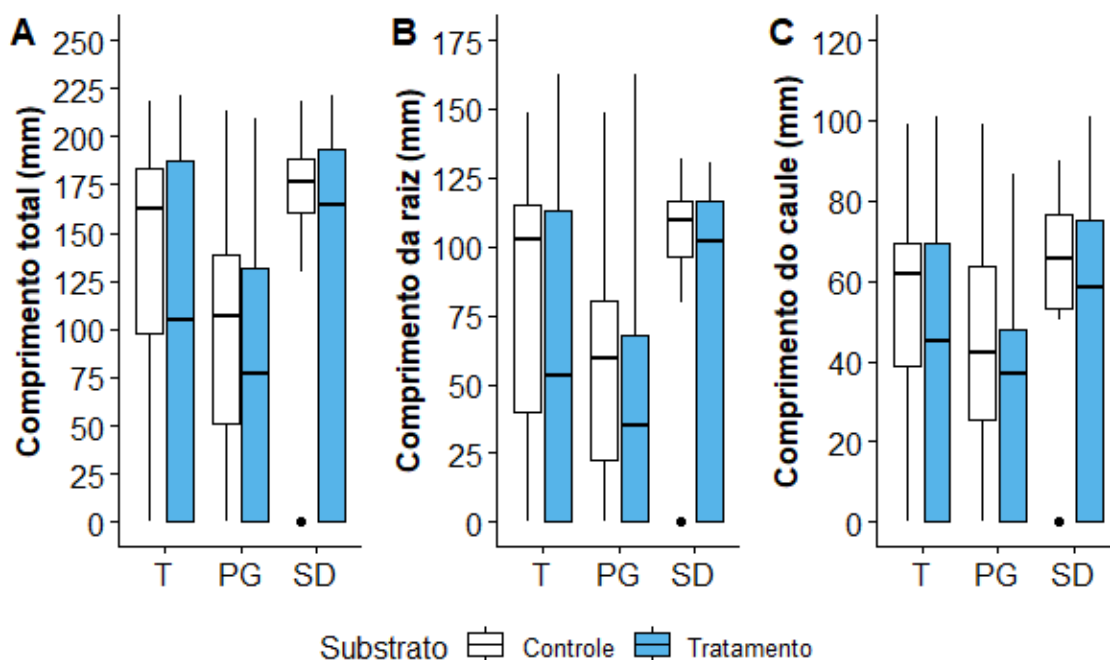 A
Comprimento total (mm)
250
225
200
175
150
125
100
75
50
25
0
T PG SD
B
Comprimento da raiz (mm)
175
150
125
100
75
50
25
0
T PG SD
C
Comprimento do caule (mm)
120
100
80
60
40
20
0
T PG SD
Substrato Controle Tratamento